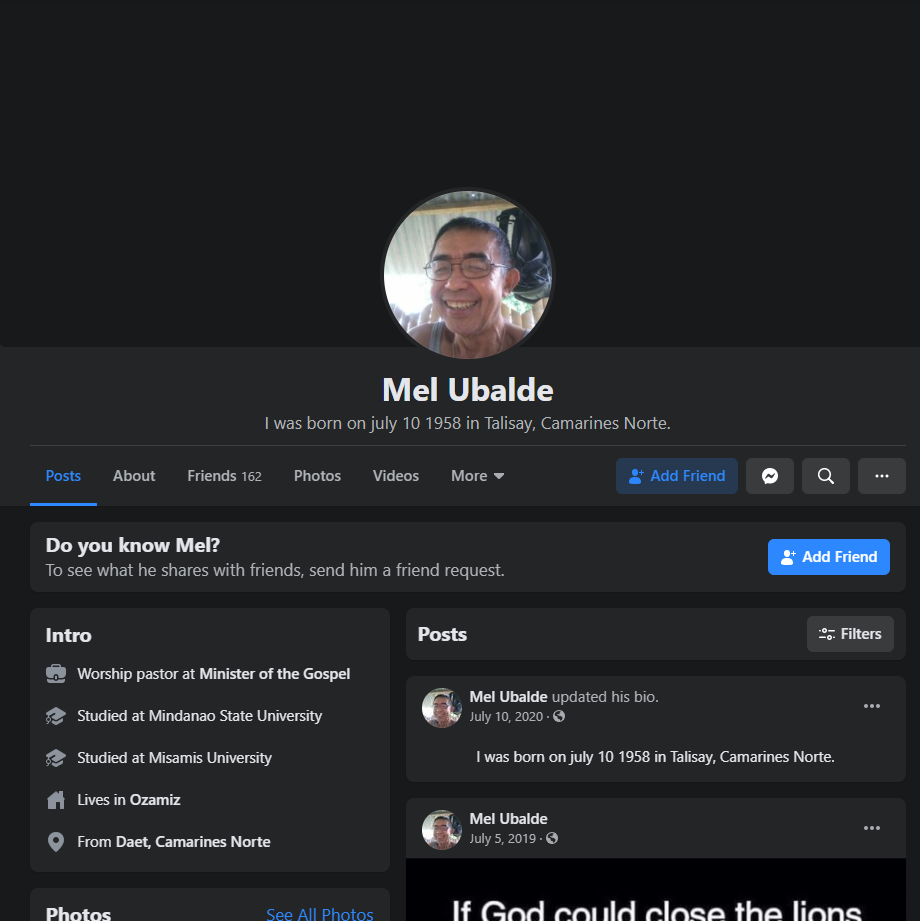 Mel Ubalde
I was born on july 10 1958 in Talisay, Camarines Norte.
Posts
About
Friends 162
Photos
Videos
More
Add Friend
Do you know Mel?
To see what he shares with friends, send him a friend request.
Add Friend
Intro
Worship pastor at Minister of the Gospel
Studied at Mindanao State University
Studied at Misamis University
Lives in Ozamiz
From Daet, Camarines Norte
Photos
See All Photos
Posts
Filters
Mel Ubalde updated his bio.
July 10, 2020 ·
I was born on july 10 1958 in Talisay, Camarines Norte.
Mel Ubalde
July 5, 2019 ·
If God could close the lions